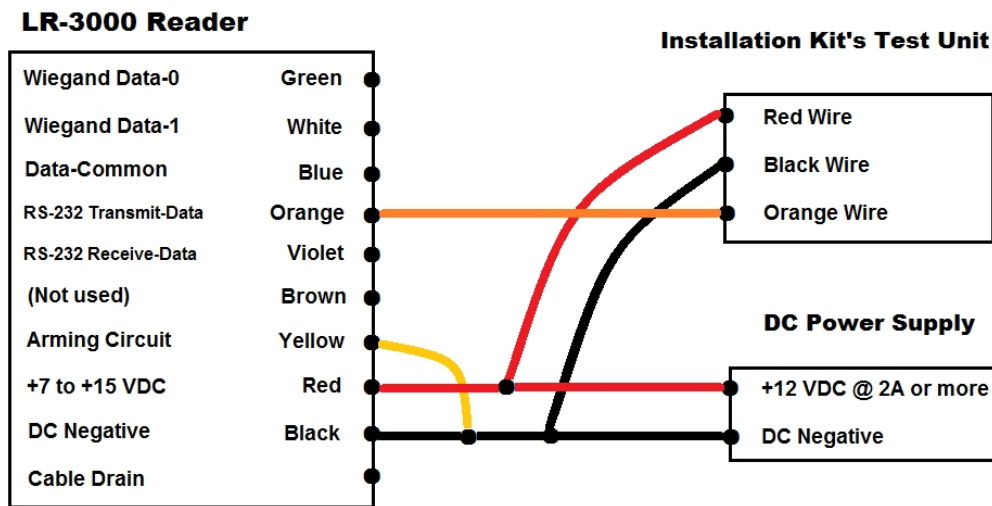 LR-3000 Reader
Wiegand Data-0 Green
Wiegand Data-1 White
Data-Common Blue
RS-232 Transmit-Data Orange
RS-232 Receive-Data Violet
(Not used) Brown
Arming Circuit Yellow
+7 to +15 VDC Red
DC Negative Black
Cable Drain
Installation Kit's Test Unit
Red Wire
Black Wire
Orange Wire
DC Power Supply
+12 VDC @ 2A or more
DC Negative